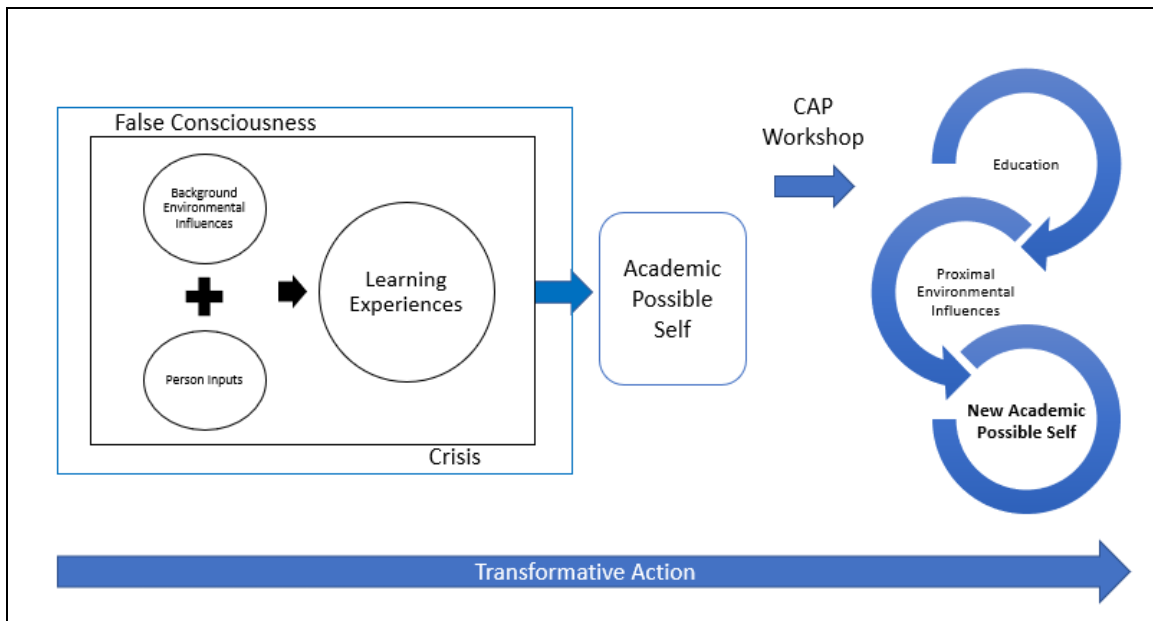 False Consciousness
Background
Environmental
Influences
Person Inputs
Learning
Experiences
Crisis
Academic
Possible
Self
CAP
Workshop
Education
Proximal
Environmental
Influences
New Academic
Possible Self
Transformative Action